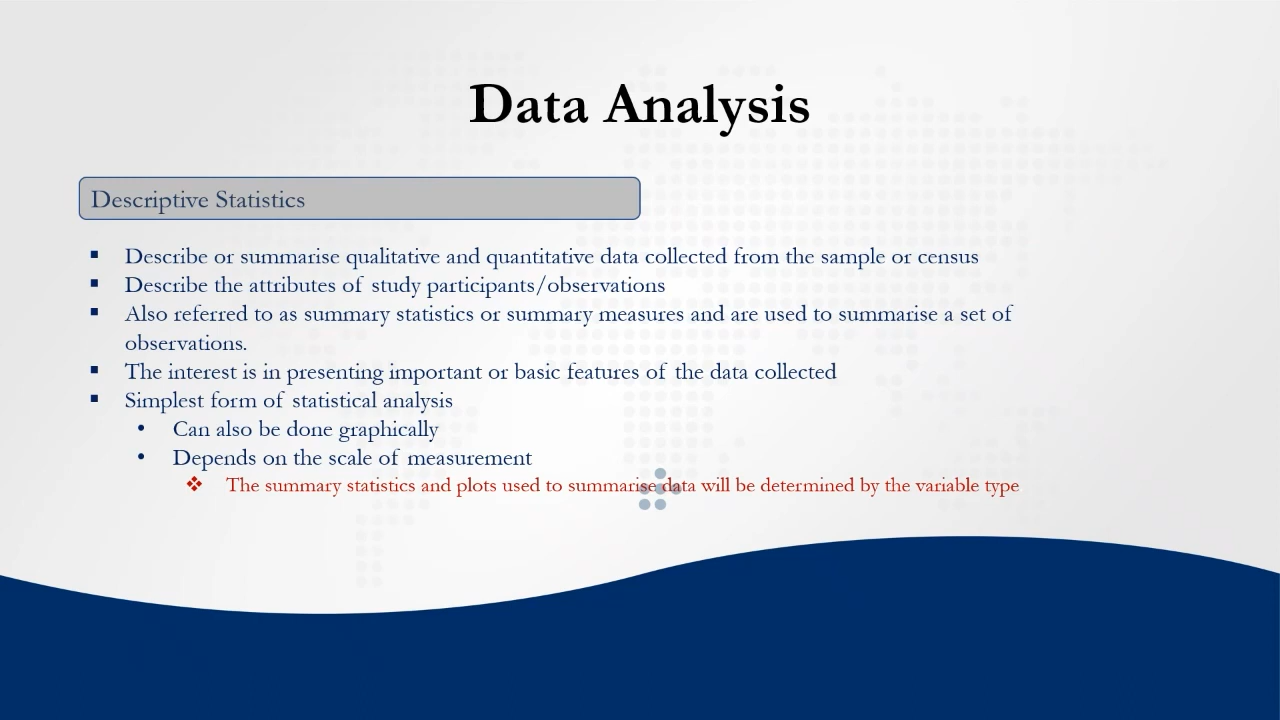 Data Analysis
Descriptive Statistics
▪ Describe or summarise qualitative and quantitative data collected from the sample or census
▪ Describe the attributes of study participants/observations
▪ Also referred to as summary statistics or summary measures and are used to summarise a set of
observations.
▪ The interest is in presenting important or basic features of the data collected
▪ Simplest form of statistical analysis
• Can also be done graphically
• Depends on the scale of measurement
❖ The summary statistics and plots used to summarise data will be determined by the variable type